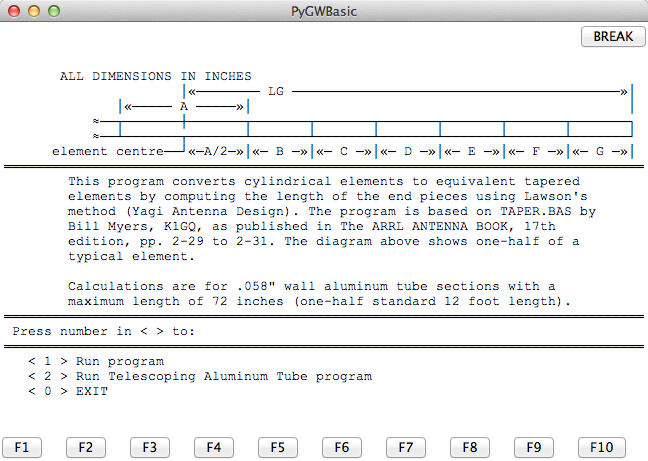 PyGWBasic
BREAK
ALL DIMENSIONS IN INCHES
|«———— LG ————————————————»|
|«———— A ————»|
≈
≈
element centre——┘«—A/2—»|«— B —»|«— C —»|«— D —»|«— E —»|«— F —»|«— G —»|
This program converts cylindrical elements to equivalent tapered
elements by computing the length of the end pieces using Lawson's
method (Yagi Antenna Design). The program is based on TAPER.BAS by
Bill Myers, K1GQ, as published in The ARRL ANTENNA BOOK, 17th
edition, pp. 2-29 to 2-31. The diagram above shows one-half of a
typical element.
Calculations are for .058" wall aluminum tube sections with a
maximum length of 72 inches (one-half standard 12 foot length).
Press number in < > to:
< 1 > Run program
< 2 > Run Telescoping Aluminum Tube program
< 0 > EXIT
F1 F2 F3 F4 F5 F6 F7 F8 F9 F10